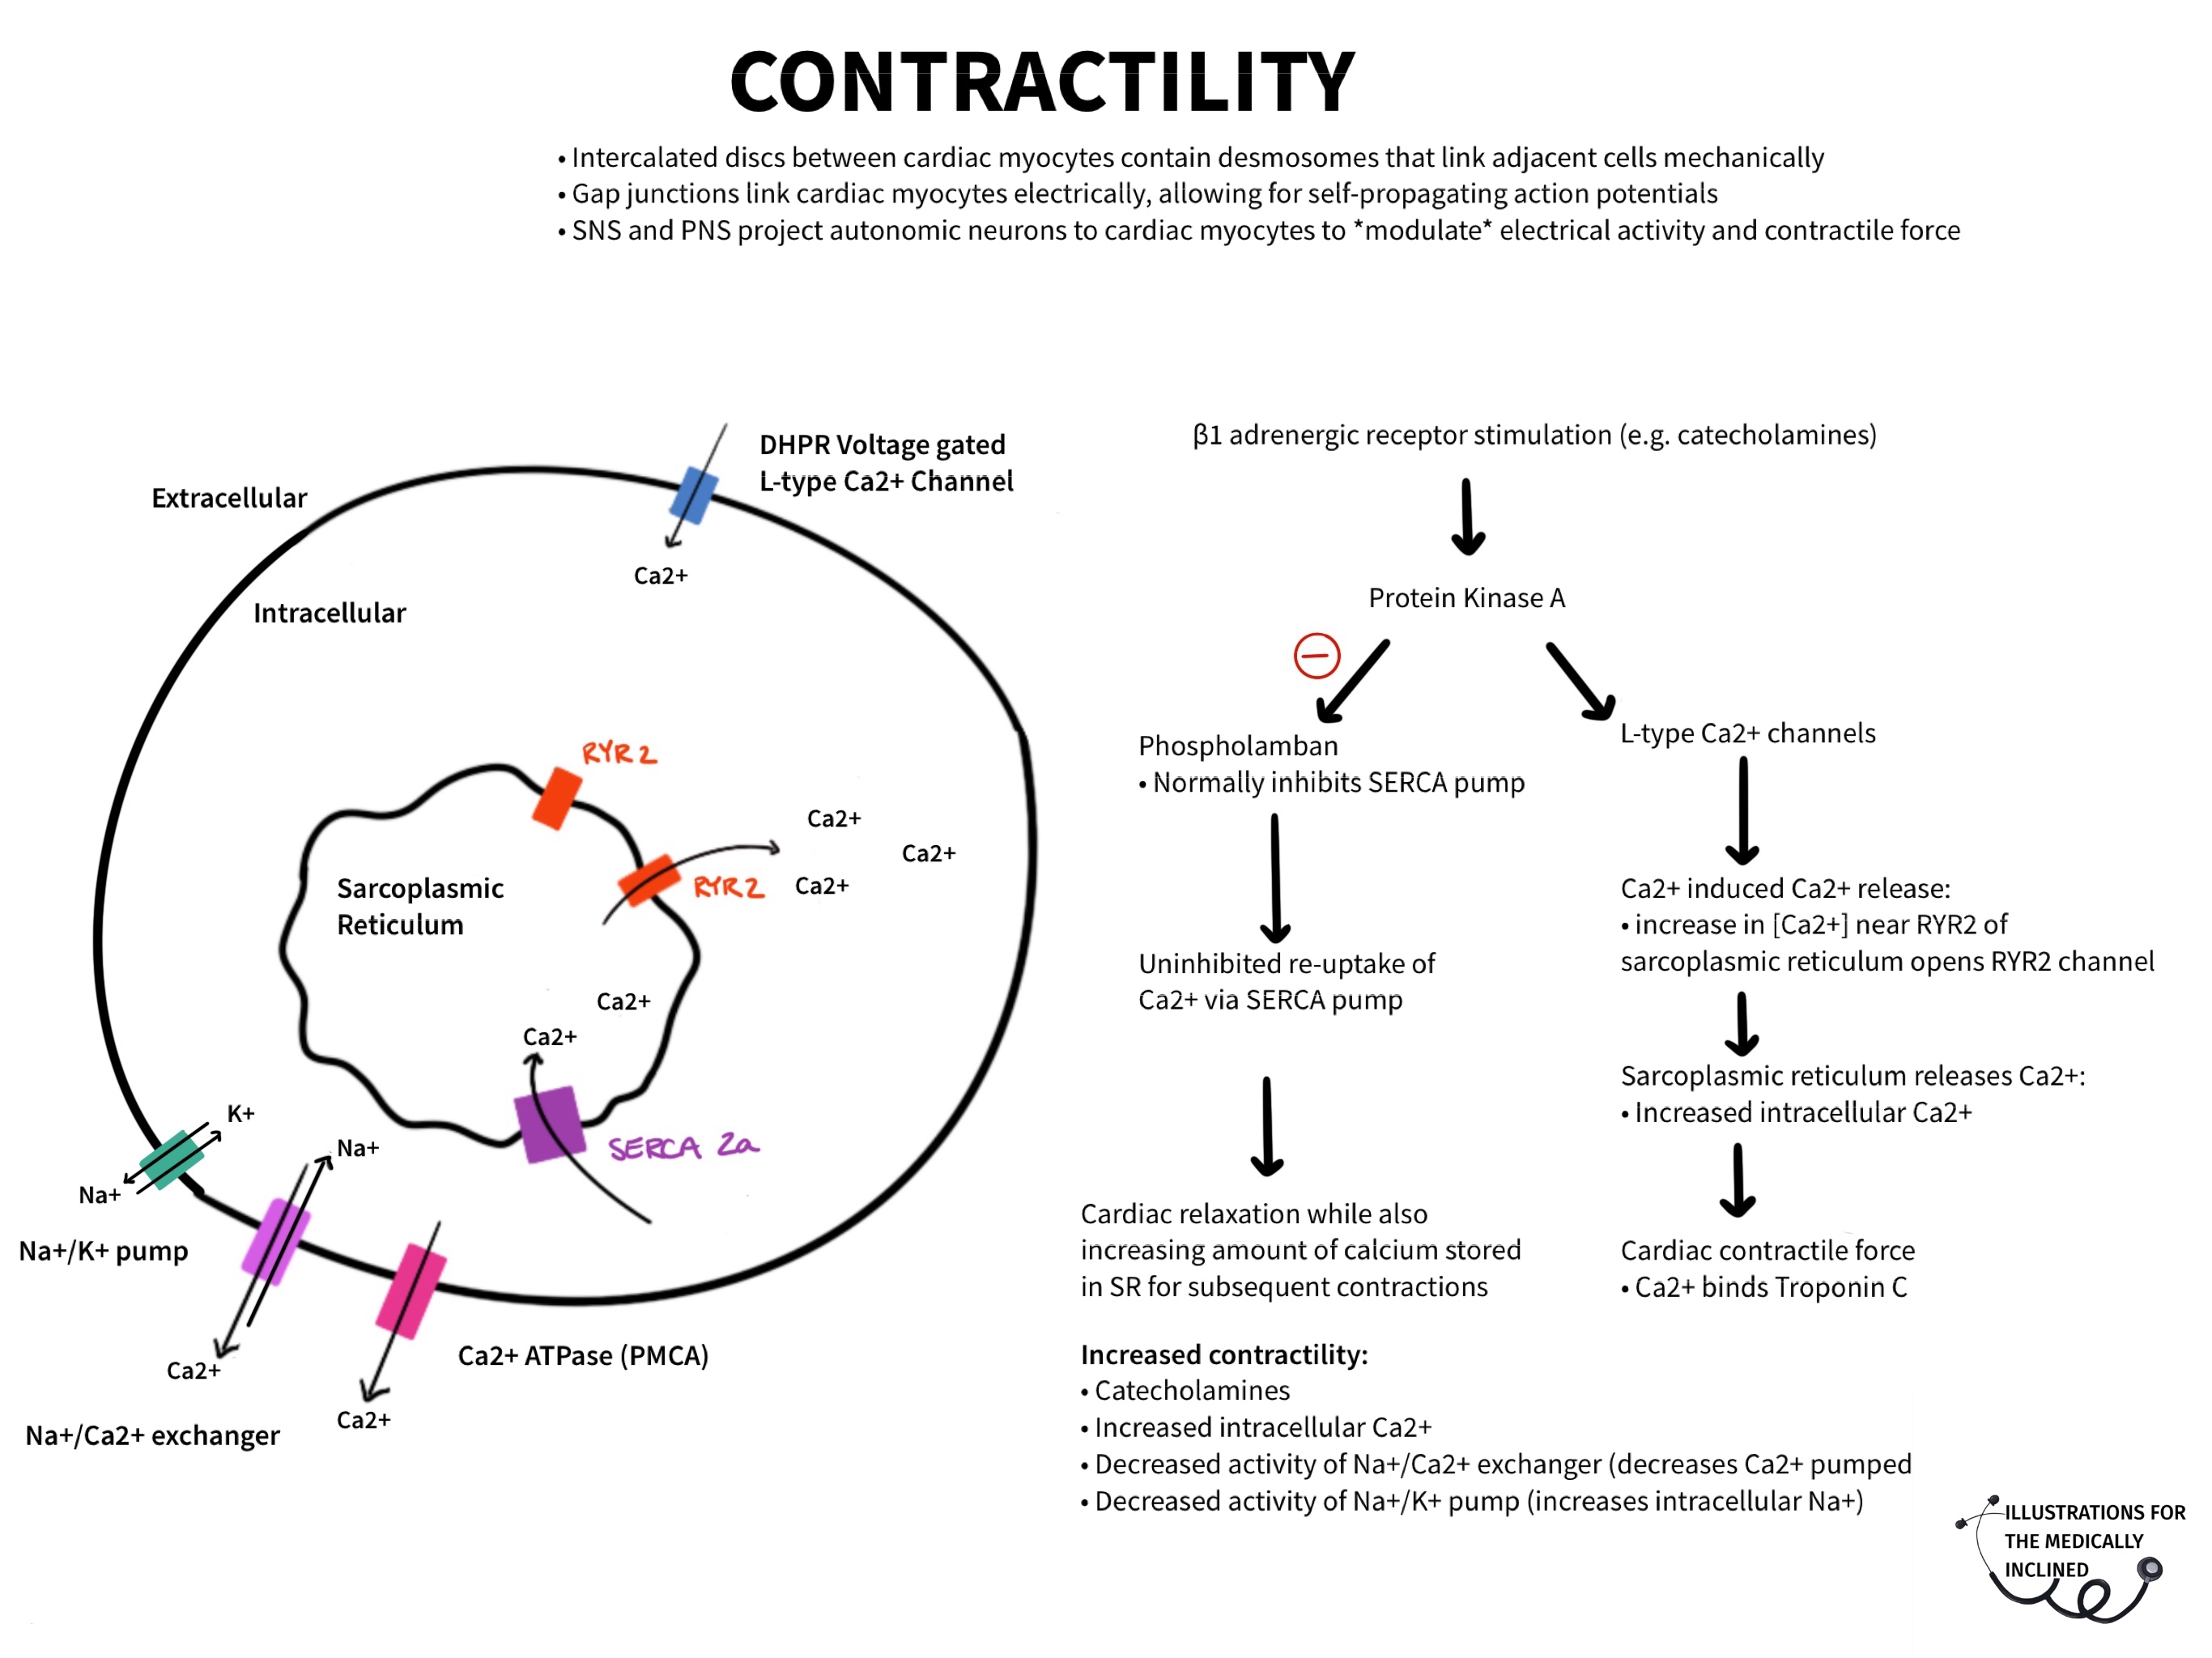 CONTRACTILITY
• Intercalated discs between cardiac myocytes contain desmosomes that link adjacent cells mechanically
• Gap junctions link cardiac myocytes electrically, allowing for self-propagating action potentials
• SNS and PNS project autonomic neurons to cardiac myocytes to *modulate* electrical activity and contractile force
DHPR Voltage gated
L-type Ca2+ Channel
Extracellular
Ca2+
Intracellular
RYR2
Ca2+
Ca2+
RYR2
Ca2+
Sarcoplasmic
Reticulum
Ca2+
Ca2+
SERCA 2a
K+
Na+
Na+
Na+/K+ pump
Ca2+
Na+/Ca2+ exchanger
Ca2+ ATPase (PMCA)
Ca2+
β1 adrenergic receptor stimulation (e.g. catecholamines)
Protein Kinase A
Phospholamban
• Normally inhibits SERCA pump
Uninhibited re-uptake of
Ca2+ via SERCA pump
Cardiac relaxation while also
increasing amount of calcium stored
in SR for subsequent contractions
L-type Ca2+ channels
Ca2+ induced Ca2+ release:
• increase in [Ca2+] near RYR2 of
sarcoplasmic reticulum opens RYR2 channel
Sarcoplasmic reticulum releases Ca2+:
• Increased intracellular Ca2+
Cardiac contractile force
• Ca2+ binds Troponin C
Increased contractility:
• Catecholamines
• Increased intracellular Ca2+
• Decreased activity of Na+/Ca2+ exchanger (decreases Ca2+ pumped
• Decreased activity of Na+/K+ pump (increases intracellular Na+)
ILLUSTRATIONS FOR
THE MEDICALLY
INCLINED